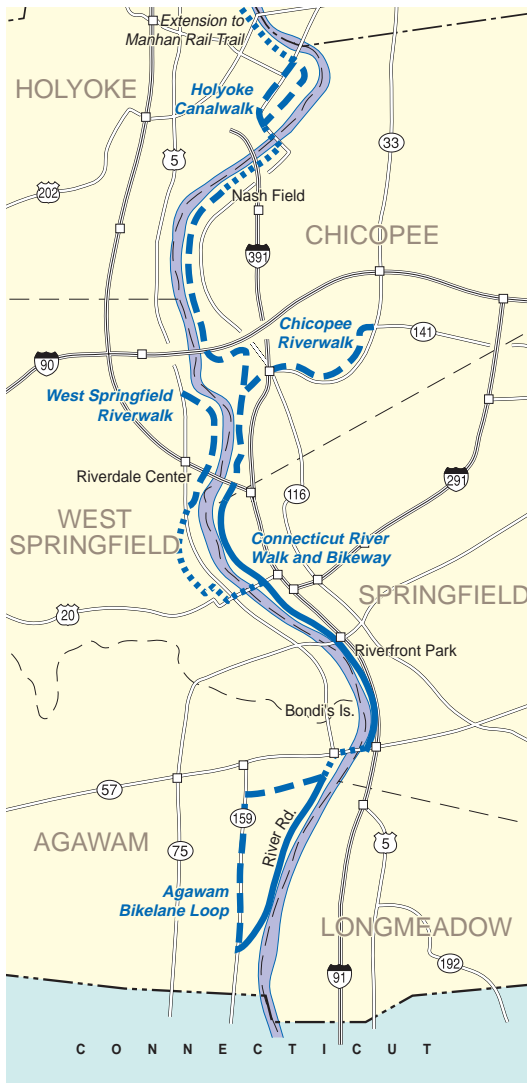 Extension to
Manhan Rail Trail
HOLYOKE
Holyoke
Canalwalk
33
5
202
Nash Field
CHICOPEE
391
Chicopee
Riverwalk
141
90
West Springfield
Riverwalk
Riverdale Center
291
116
WEST
SPRINGFIELD
Connecticut River
Walk and Bikeway
SPRINGFIELD
20
Riverfront Park
Bondi's Is.
57
159
River Rd.
AGAWAM
75
5
Agawam
Bikelane Loop
LONGMEADOW
192
91
CONNECTICUT